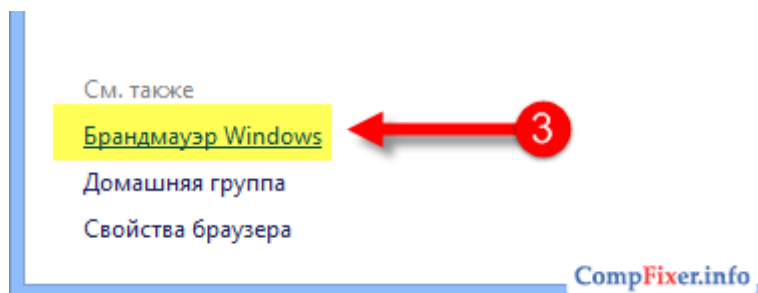 См. также
Брандмауэр Windows
3
Домашняя группа
Свойства браузера
CompFixer.info